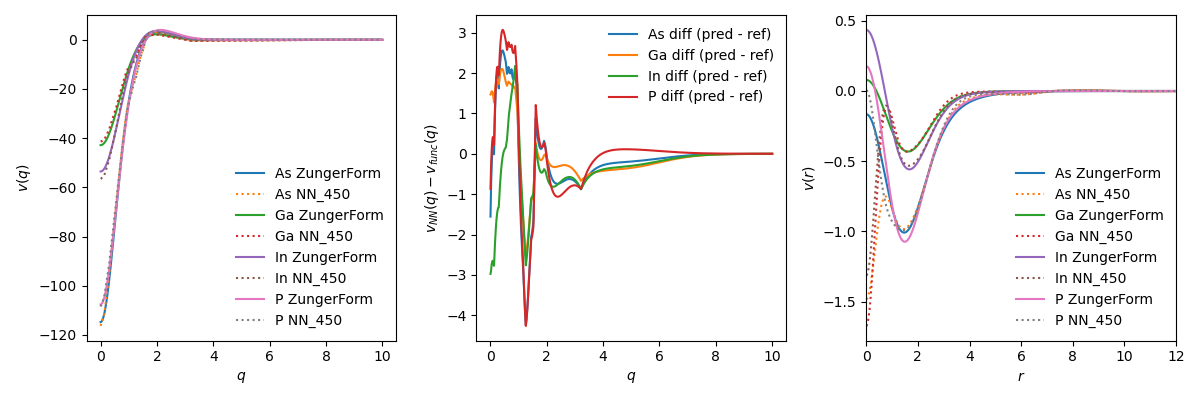 0
−20
−40
−60
−80
−100
−120
0
2
4
6
8
10
q
v(q)
As ZungerForm
As NN_450
Ga ZungerForm
Ga NN_450
In ZungerForm
In NN_450
P ZungerForm
P NN_450
3
2
1
0
−1
−2
−3
−4
0
2
4
6
8
10
q
v_NN(q) − v_func(q)
As diff (pred - ref)
Ga diff (pred - ref)
In diff (pred - ref)
P diff (pred - ref)
0.5
0.0
−0.5
−1.0
−1.5
0
2
4
6
8
10
12
r
v(r)
As ZungerForm
As NN_450
Ga ZungerForm
Ga NN_450
In ZungerForm
In NN_450
P ZungerForm
P NN_450